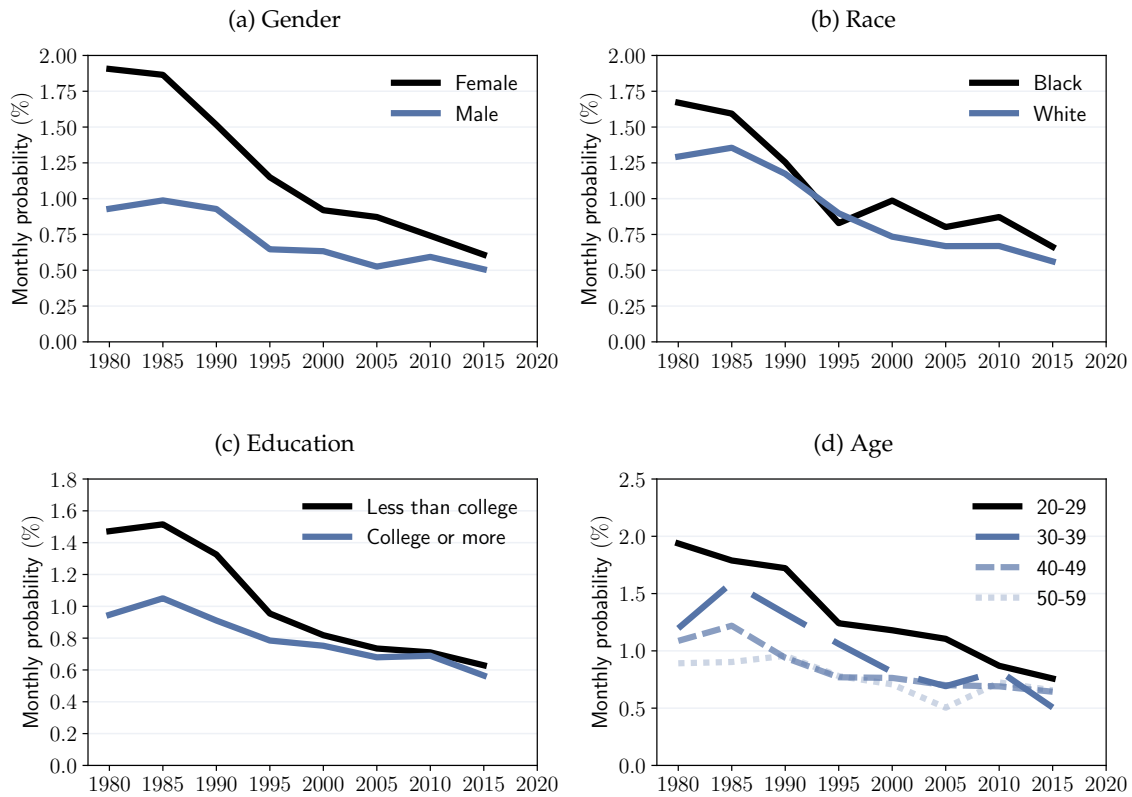 (a) Gender
Monthly probability (%)
2.00
1.75
1.50
1.25
1.00
0.75
0.50
0.25
0.00
Female
Male
1980 1985 1990 1995 2000 2005 2010 2015 2020
(b) Race
Monthly probability (%)
2.00
1.75
1.50
1.25
1.00
0.75
0.50
0.25
0.00
Black
White
1980 1985 1990 1995 2000 2005 2010 2015 2020
(c) Education
Monthly probability (%)
1.8
1.6
1.4
1.2
1.0
0.8
0.6
0.4
0.2
0.0
Less than college
College or more
1980 1985 1990 1995 2000 2005 2010 2015 2020
(d) Age
Monthly probability (%)
2.5
2.0
1.5
1.0
0.5
0.0
20-29
30-39
40-49
50-59
1980 1985 1990 1995 2000 2005 2010 2015 2020